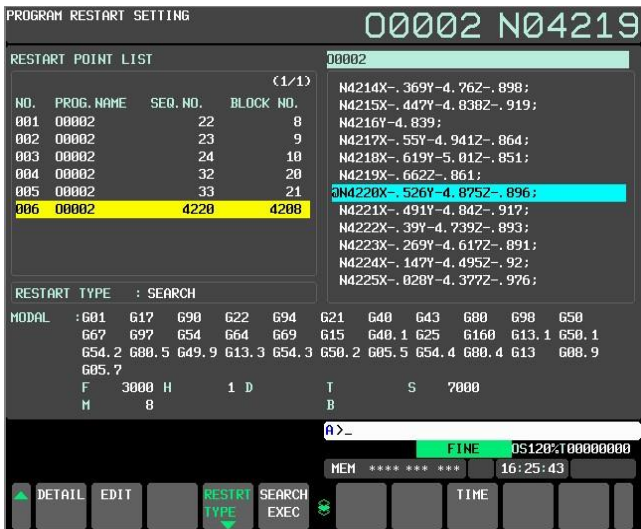 PROGRAM RESTART SETTING
O0002 N04219
RESTART POINT LIST
(1/1)
NO. PROG.NAME SEQ.NO. BLOCK NO.
001 O0002 22 8
002 O0002 23 9
003 O0002 24 10
004 O0002 32 20
005 O0002 33 21
006 O0002 4220 4208
RESTART TYPE : SEARCH
O0002
N4214X-.369Y-4.76Z-.898;
N4215X-.447Y-4.838Z-.919;
N4216Y-4.839;
N4217X-.55Y-4.941Z-.864;
N4218X-.619Y-5.01Z-.851;
N4219X-.662Z-.861;
@N4220X-.526Y-4.875Z-.896;
N4221X-.491Y-4.84Z-.917;
N4222X-.39Y-4.739Z-.893;
N4223X-.269Y-4.617Z-.891;
N4224X-.147Y-4.495Z-.92;
N4225X-.028Y-4.377Z-.976;
MODAL :G01 G17 G90 G22 G94 G21 G40 G43 G80 G98 G50
G67 G97 G54 G64 G69 G15 G40.1 G25 G160 G13.1 G50.1
G54.2 G80.5 G49.9 G13.3 G54.3 G50.2 G05.5 G54.4 G80.4 G13 G08.9
G05.7
F 3000 H 1 D T S 7000
M 8 B
A>_
FINE OS120%T00000000
MEM **** *** *** 16:25:43
DETAIL EDIT RESTRT TYPE SEARCH EXEC TIME